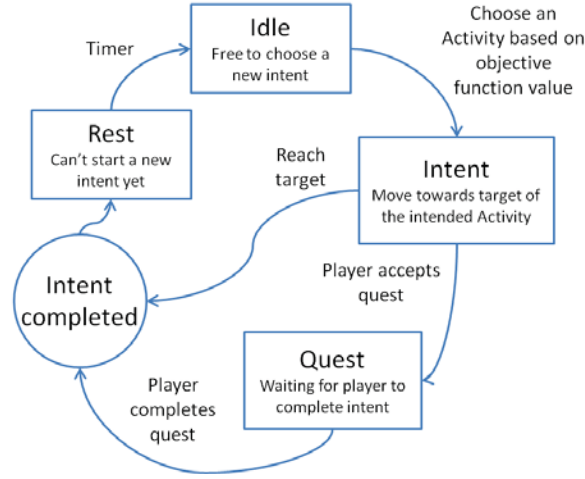 Idle
Free to choose a
new intent
Choose an
Activity based on
objective
function value
Timer
Rest
Can't start a new
intent yet
Reach
target
Intent
Move towards target of
the intended Activity
Intent
completed
Player accepts
quest
Quest
Waiting for player to
complete intent
Player
completes
quest